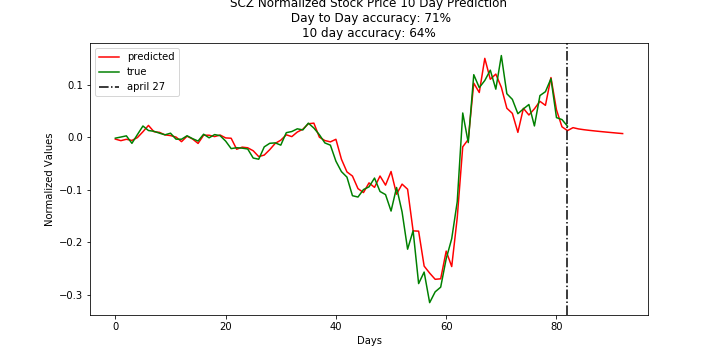 SCZ Normalized Stock Price 10 Day Prediction
Day to Day accuracy: 71%
10 day accuracy: 64%
predicted
true
april 27
0.1
0.0
−0.1
−0.2
−0.3
Normalized Values
0 20 40 60 80
Days